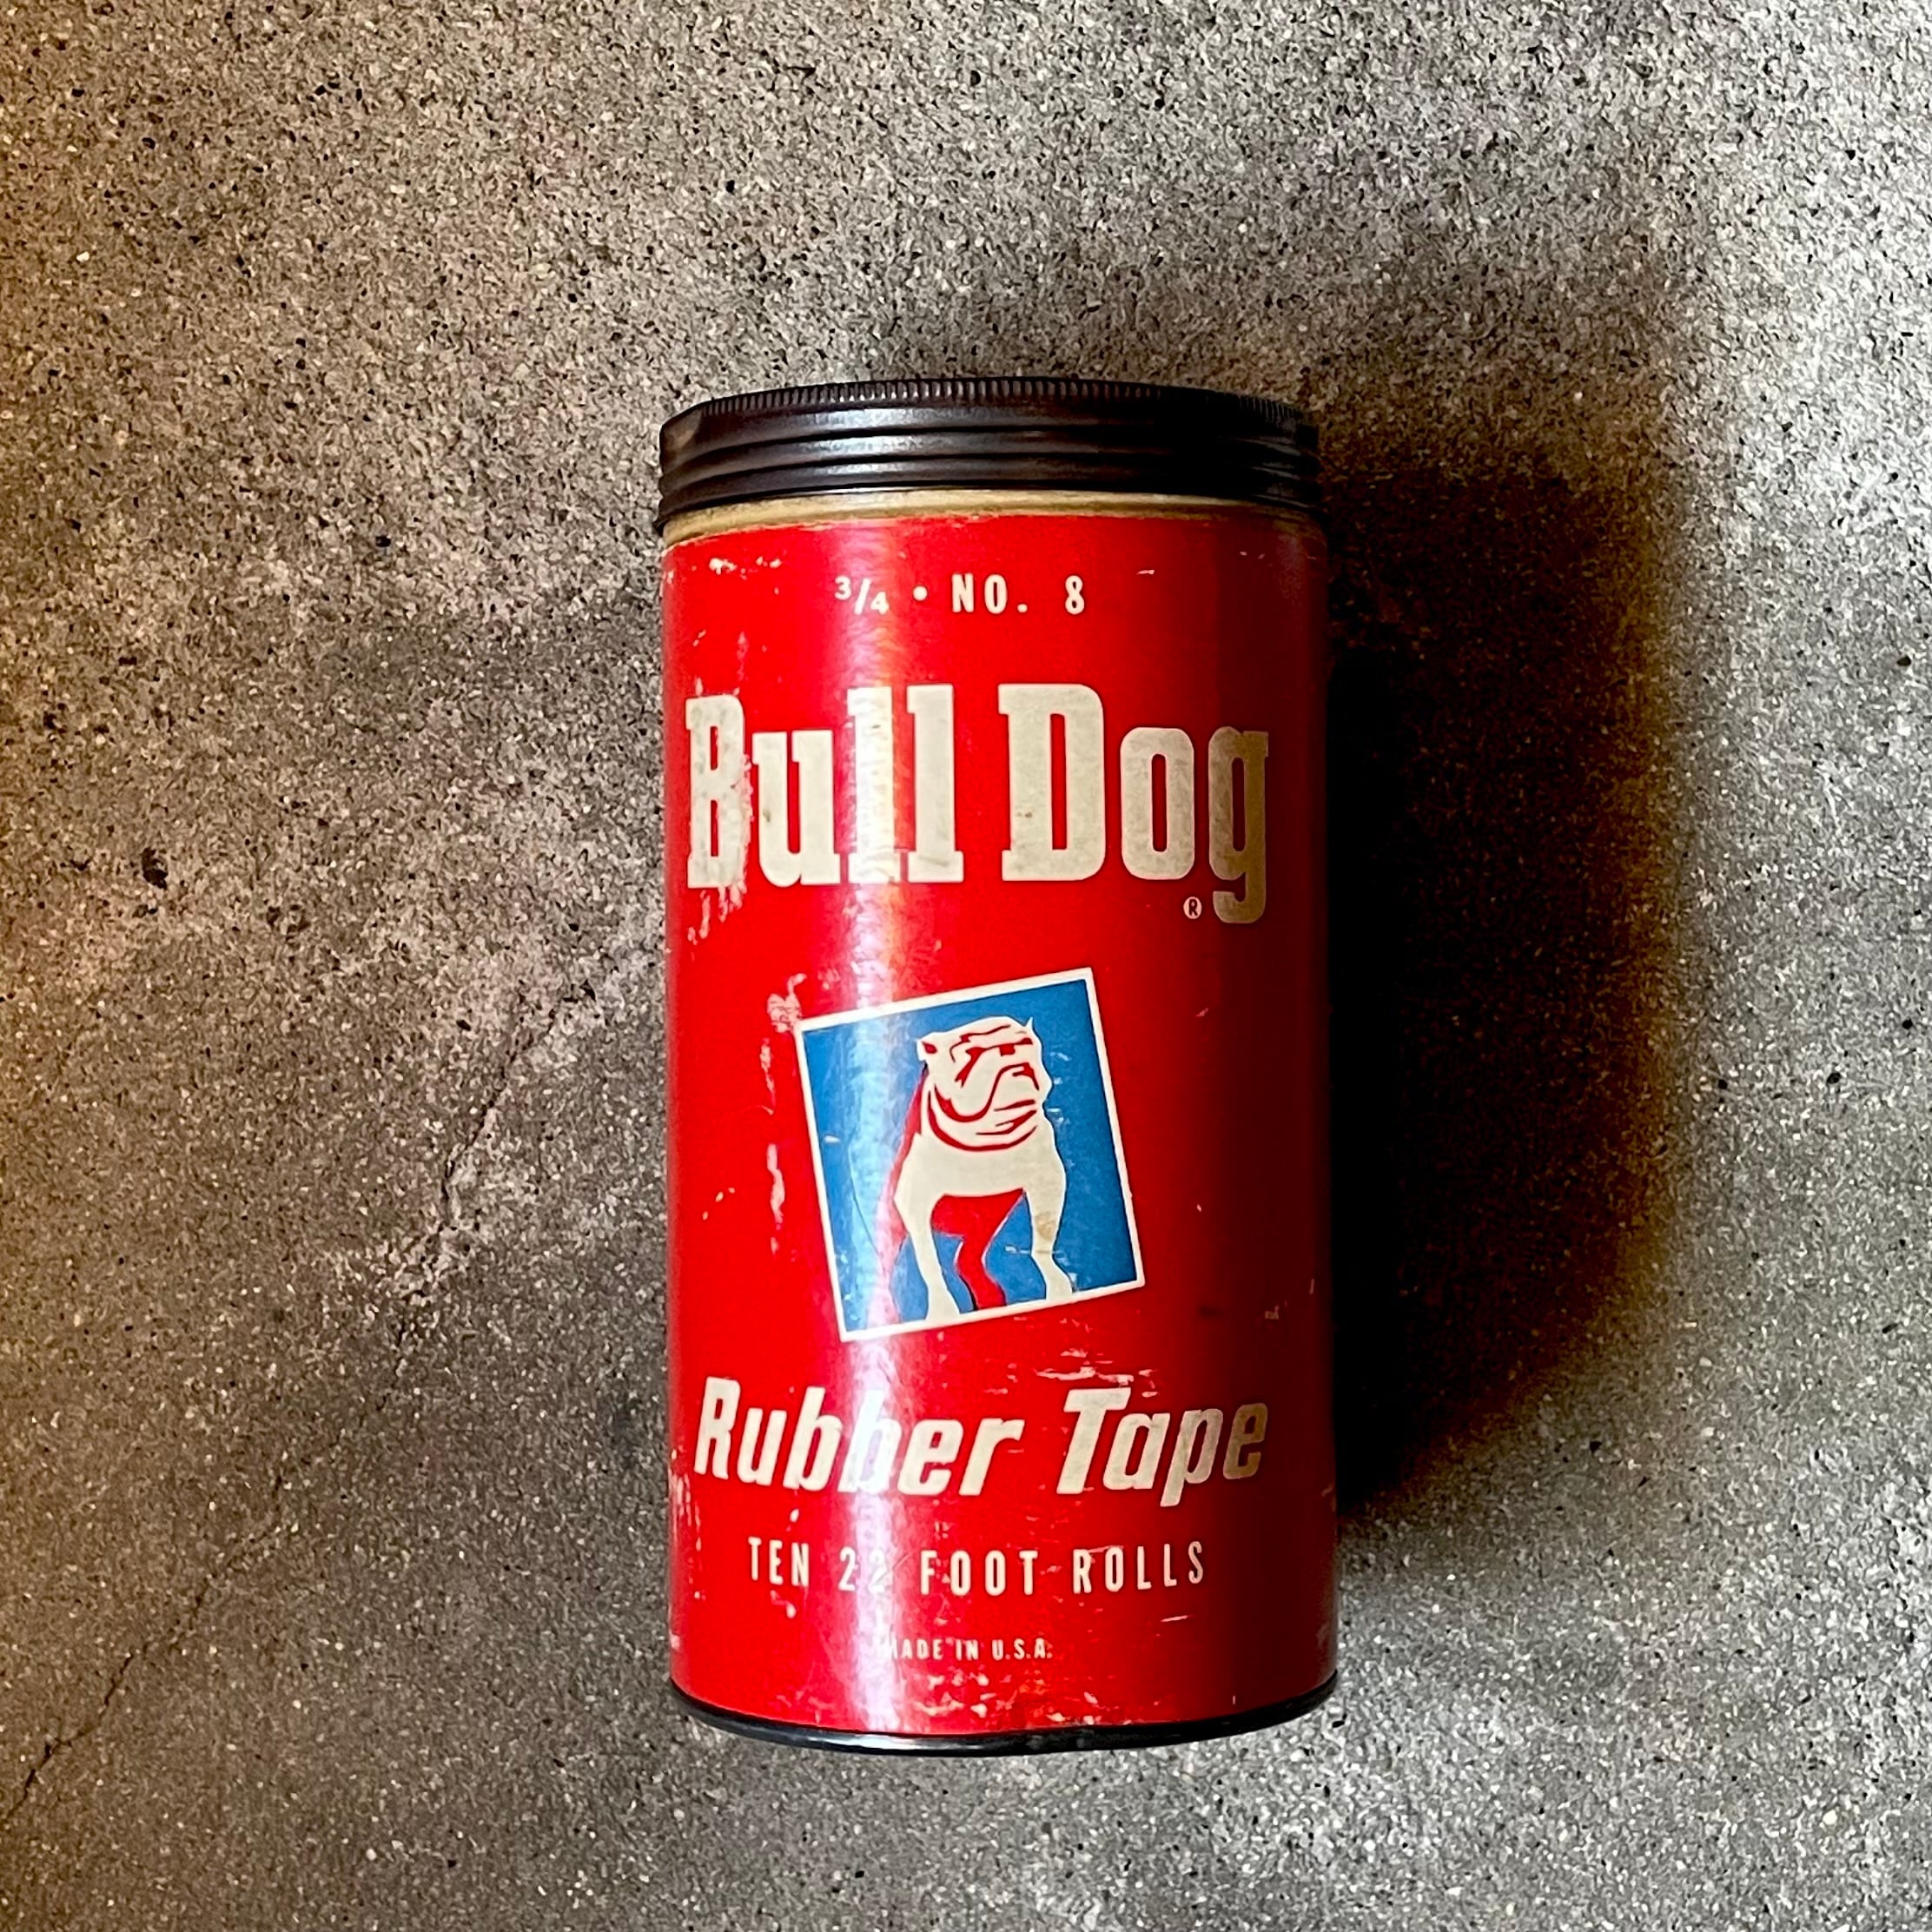 3/4 • NO. 8
Bull Dog
®
Rubber Tape
TEN 22 FOOT ROLLS
MADE IN U.S.A.